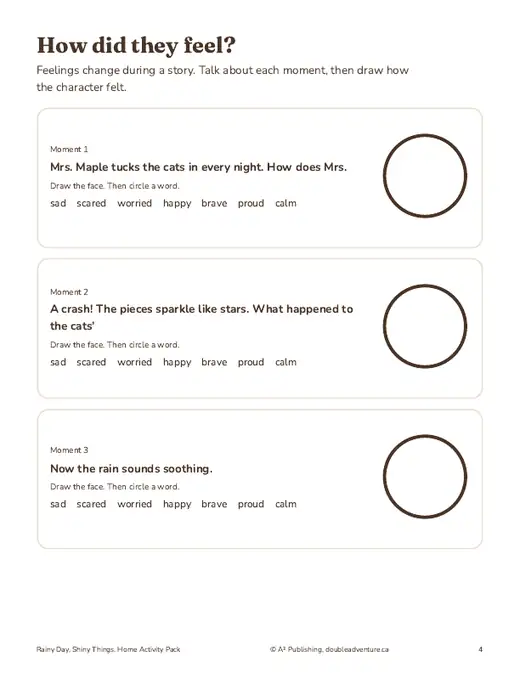 How did they feel?
Feelings change during a story. Talk about each moment, then draw how
the character felt.
Moment 1
Mrs. Maple tucks the cats in every night. How does Mrs.
Draw the face. Then circle a word.
sad scared worried happy brave proud calm
Moment 2
A crash! The pieces sparkle like stars. What happened to
the cats'
Draw the face. Then circle a word.
sad scared worried happy brave proud calm
Moment 3
Now the rain sounds soothing.
Draw the face. Then circle a word.
sad scared worried happy brave proud calm
Rainy Day, Shiny Things. Home Activity Pack
© A² Publishing, doubleadventure.ca
4